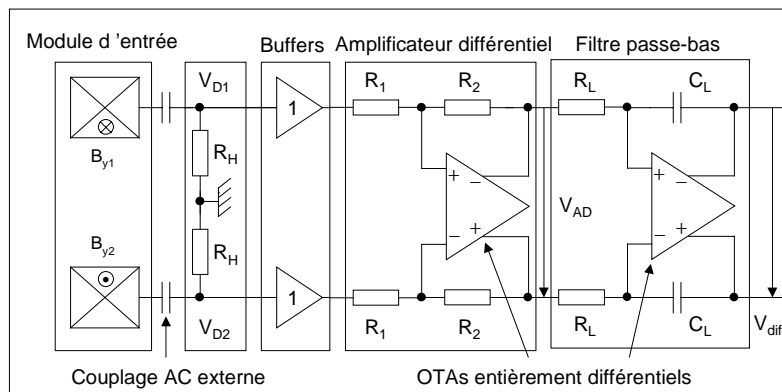 Module d 'entrée
Buffers
Amplificateur différentiel
Filtre passe-bas
V_D1
R_1
R_2
R_L
C_L
1
B_y1
R_H
+
−
−
+
V_AD
+
−
−
+
B_y2
R_H
1
V_D2
R_1
R_2
R_L
C_L
V_dif
Couplage AC externe
OTAs entièrement différentiels